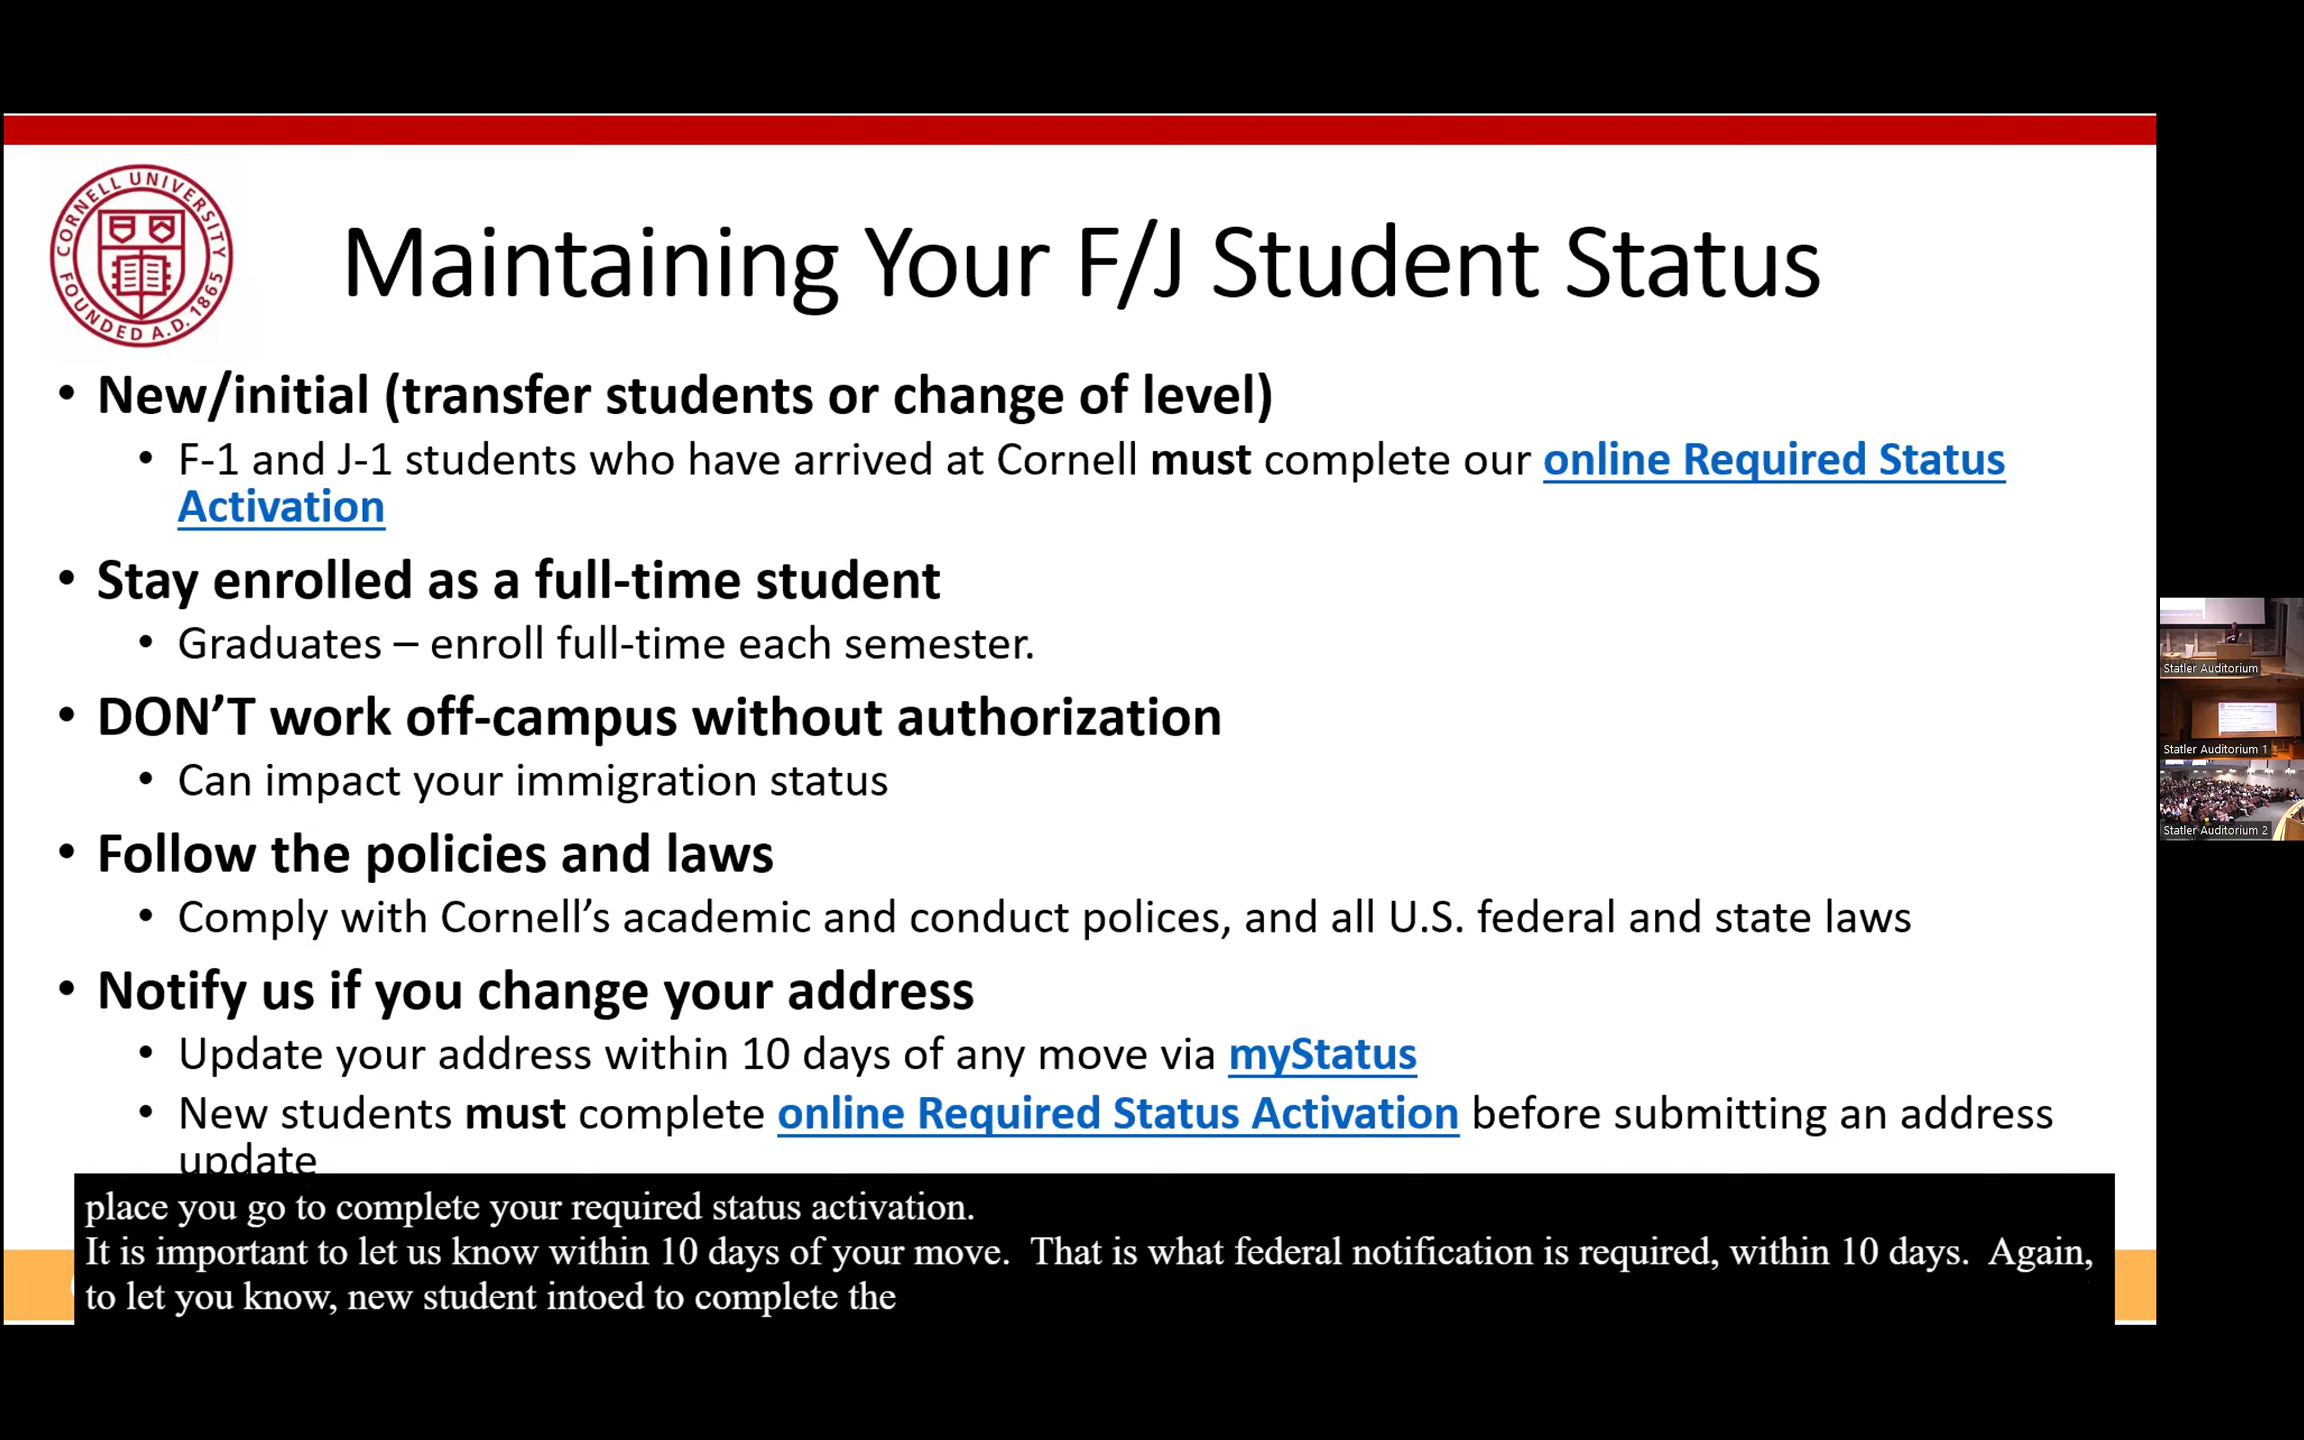 CORNELL UNIVERSITY
FOUNDED A.D. 1865
Maintaining Your F/J Student Status
• New/initial (transfer students or change of level)
• F-1 and J-1 students who have arrived at Cornell must complete our online Required Status
Activation
• Stay enrolled as a full-time student
• Graduates – enroll full-time each semester.
• DON’T work off-campus without authorization
• Can impact your immigration status
• Follow the policies and laws
• Comply with Cornell’s academic and conduct polices, and all U.S. federal and state laws
• Notify us if you change your address
• Update your address within 10 days of any move via myStatus
• New students must complete online Required Status Activation before submitting an address
update
place you go to complete your required status activation.
It is important to let us know within 10 days of your move.  That is what federal notification is required, within 10 days.  Again,
to let you know, new student intoed to complete the
Statler Auditorium
Statler Auditorium 1
Statler Auditorium 2